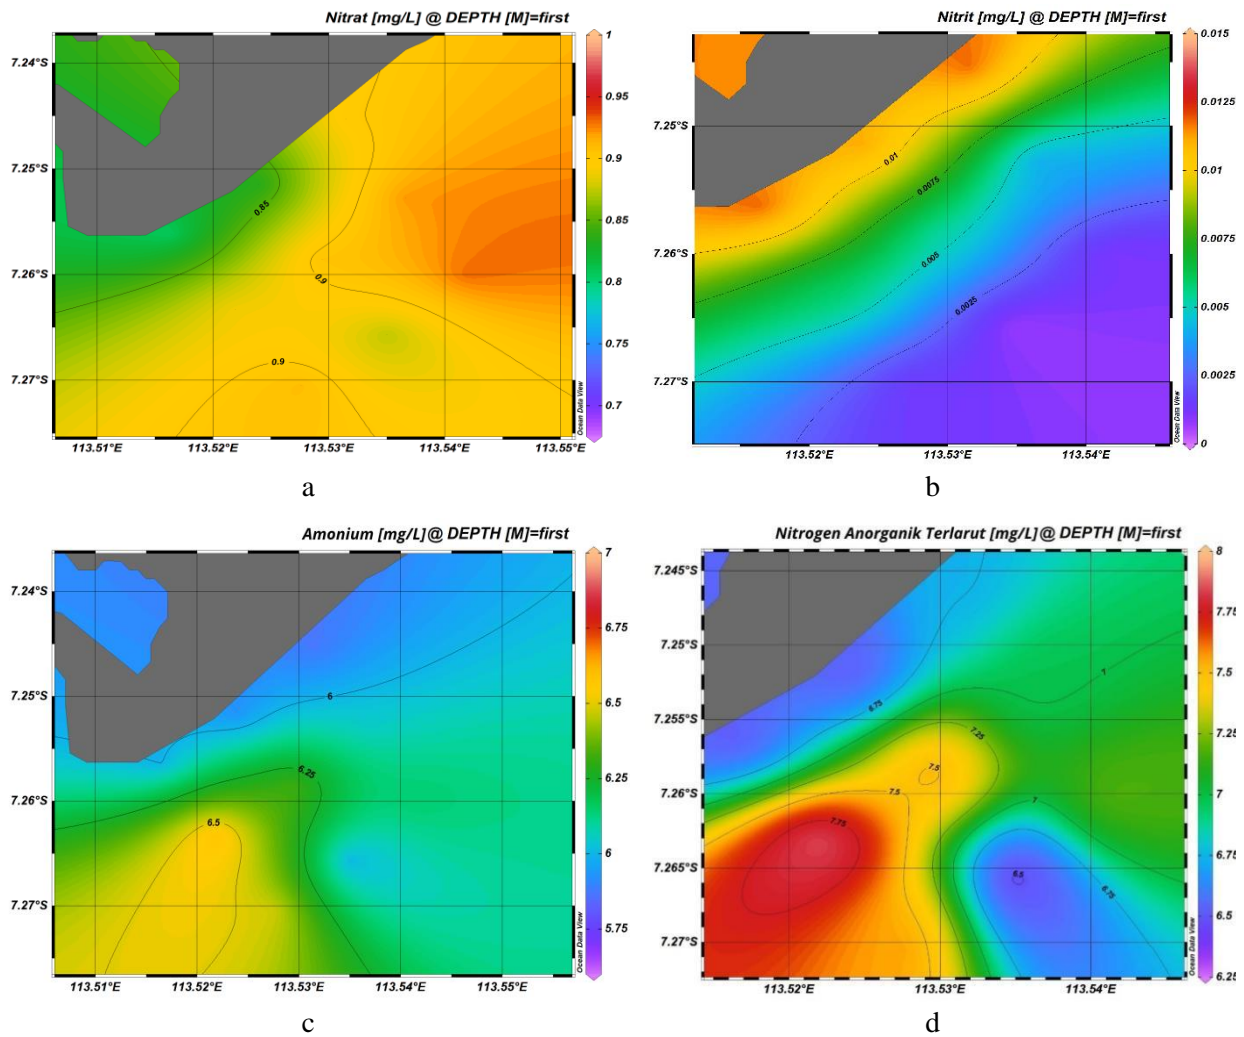 Nitrat [mg/L] @ DEPTH [M]=first
7.24°S
7.25°S
7.26°S
7.27°S
113.51°E
113.52°E
113.53°E
113.54°E
113.55°E
0.85
0.9
0.9
1
0.95
0.9
0.85
0.8
0.75
0.7
Ocean Data View
a
Nitrit [mg/L] @ DEPTH [M]=first
7.25°S
7.26°S
7.27°S
113.52°E
113.53°E
113.54°E
0.01
0.0075
0.005
0.0025
0.015
0.0125
0.01
0.0075
0.005
0.0025
0
Ocean Data View
b
Amonium [mg/L]@ DEPTH [M]=first
7.24°S
7.25°S
7.26°S
7.27°S
113.51°E
113.52°E
113.53°E
113.54°E
113.55°E
6
6.25
6.5
7
6.75
6.5
6.25
6
5.75
Ocean Data View
c
Nitrogen Anorganik Terlarut [mg/L]@ DEPTH [M]=first
7.245°S
7.25°S
7.255°S
7.26°S
7.265°S
7.27°S
113.52°E
113.53°E
113.54°E
7
6.75
7.25
7.5
7.5
7
7.75
6.5
6.75
8
7.75
7.5
7.25
7
6.75
6.5
6.25
Ocean Data View
d